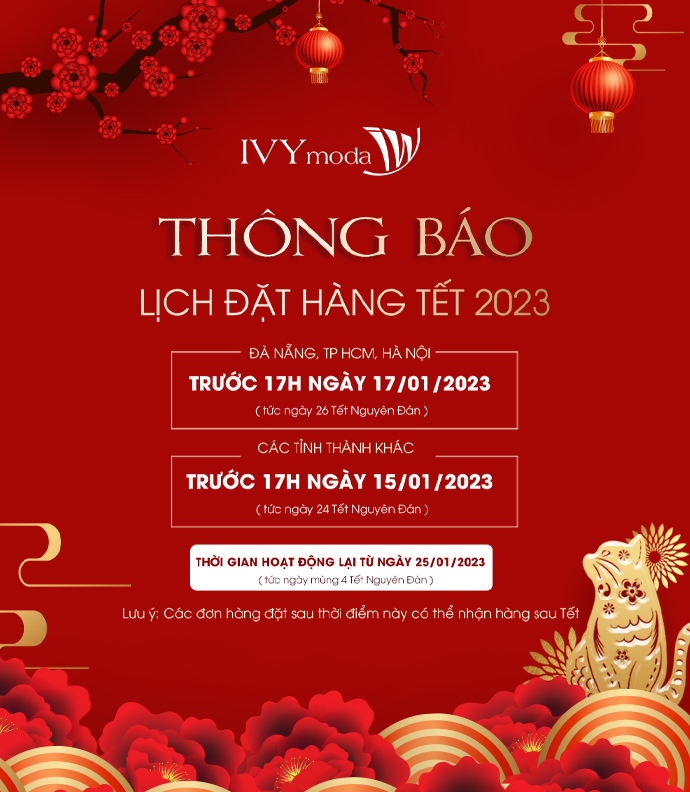 IVY moda
THÔNG BÁO
LỊCH ĐẶT HÀNG TẾT 2023
ĐÀ NẴNG, TP HCM, HÀ NỘI
TRƯỚC 17H NGÀY 17/01/2023
( tức ngày 26 Tết Nguyên Đán )
CÁC TỈNH THÀNH KHÁC
TRƯỚC 17H NGÀY 15/01/2023
( tức ngày 24 Tết Nguyên Đán )
THỜI GIAN HOẠT ĐỘNG LẠI TỪ NGÀY 25/01/2023
( tức ngày mùng 4 Tết Nguyên Đán )
Lưu ý: Các đơn hàng đặt sau thời điểm này có thể nhận hàng sau Tết